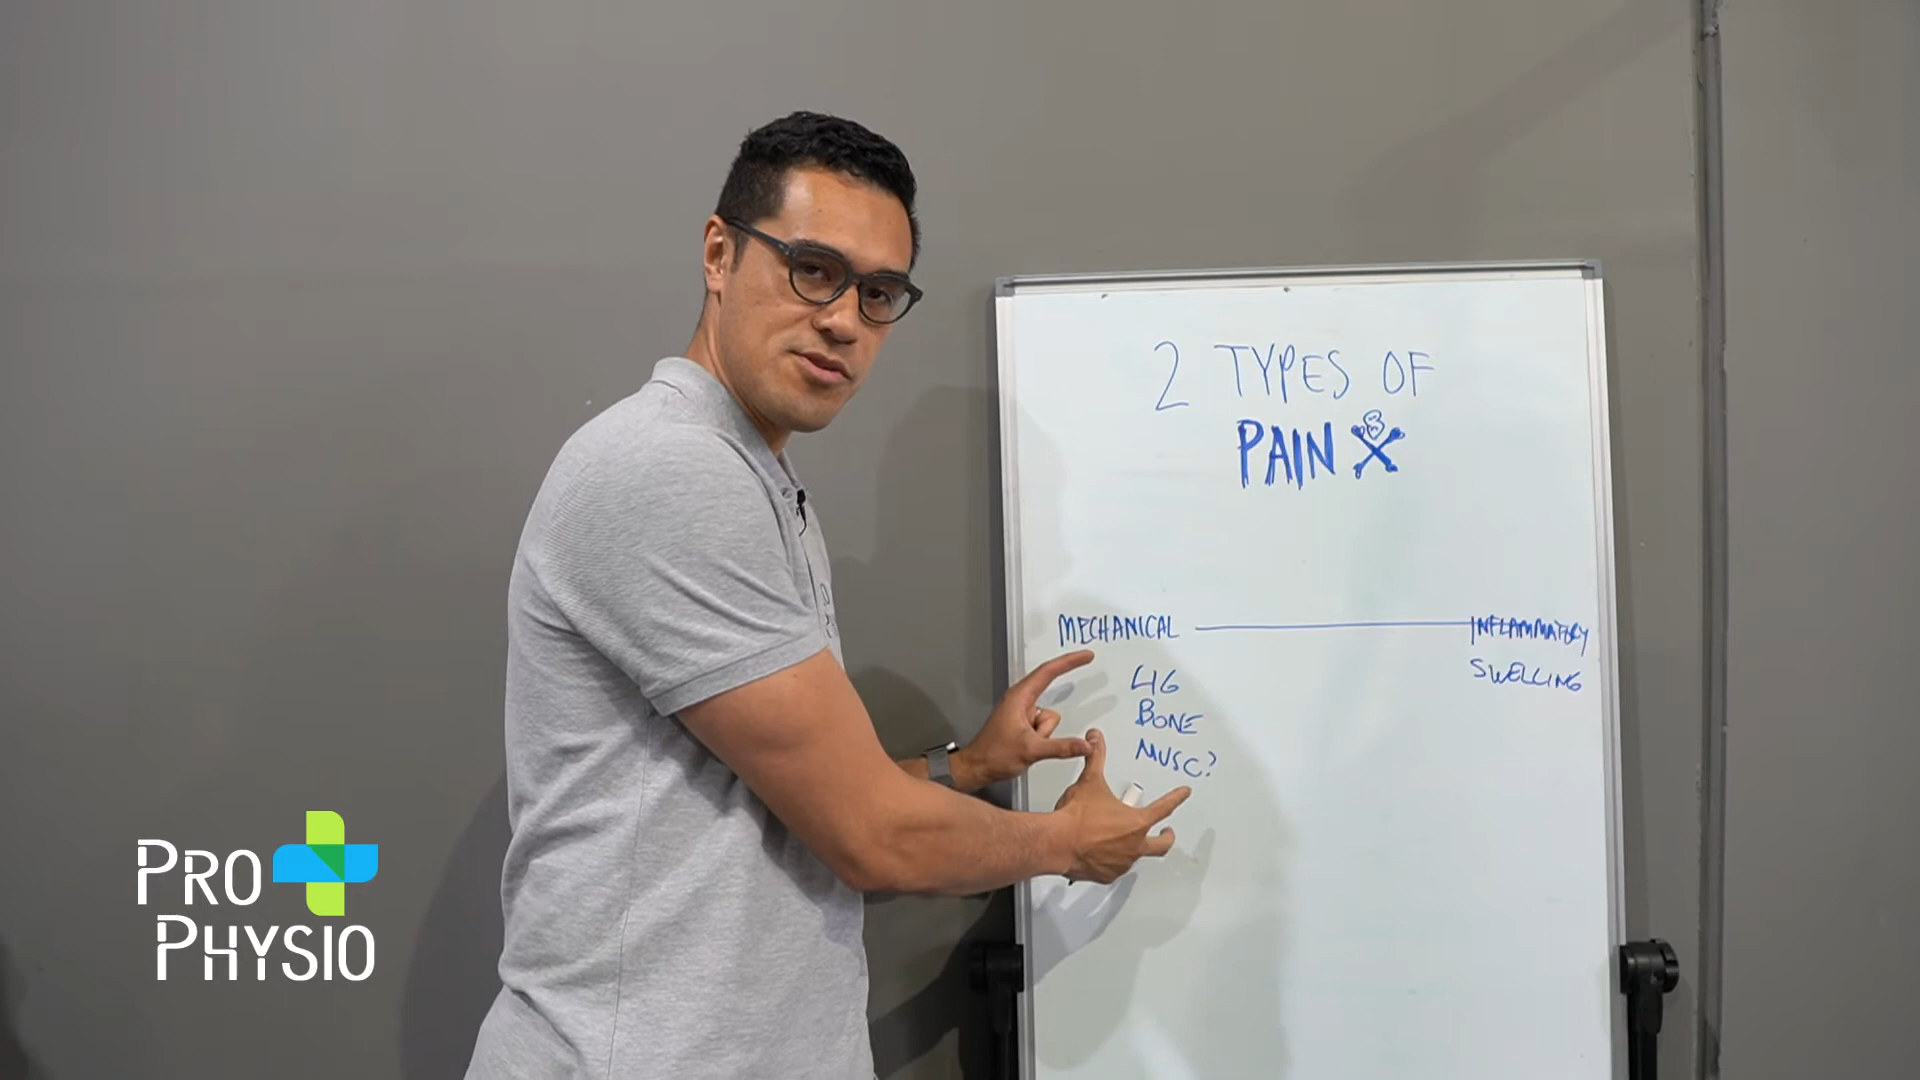 2 TYPES OF
PAIN
MECHANICAL INFLAMMATORY
LIG SWELLING
BONE
MUSC?
PRO
PHYSIO